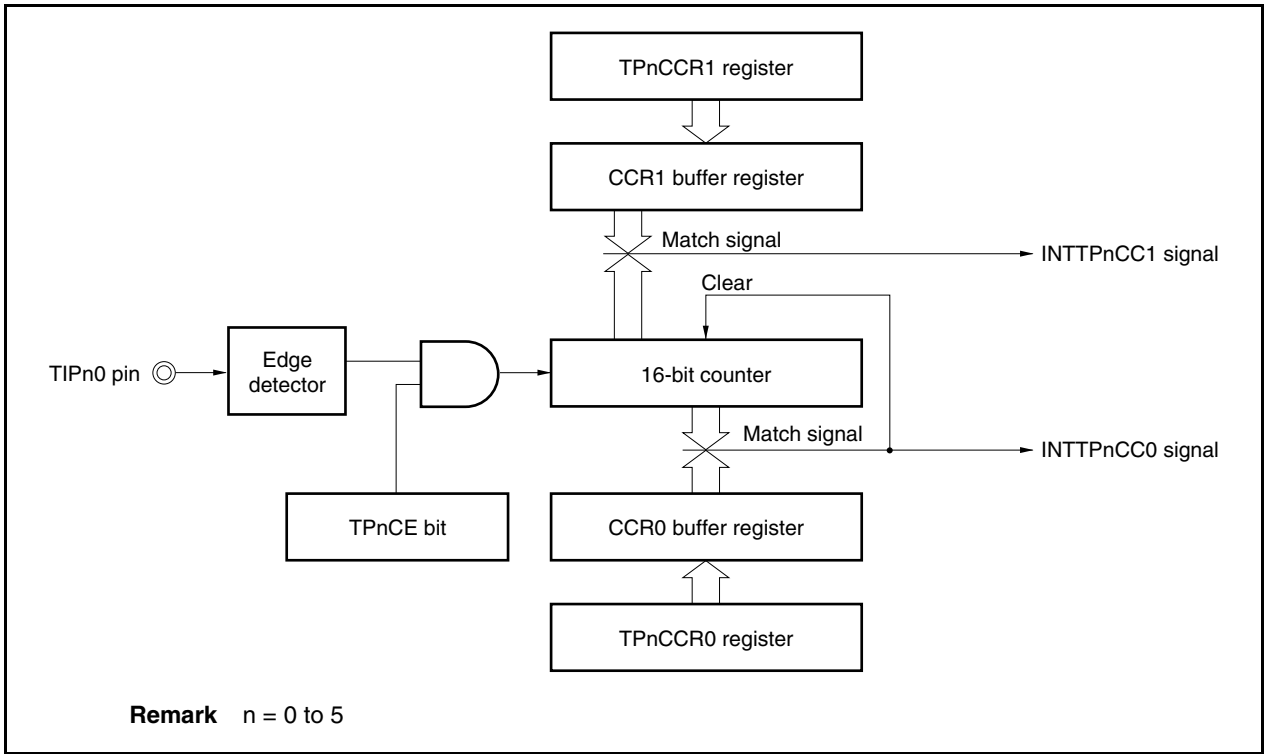 TPnCCR1 register
CCR1 buffer register
Match signal
INTTPnCC1 signal
Clear
TIPn0 pin
Edge
detector
16-bit counter
Match signal
INTTPnCC0 signal
TPnCE bit
CCR0 buffer register
TPnCCR0 register
Remark n = 0 to 5